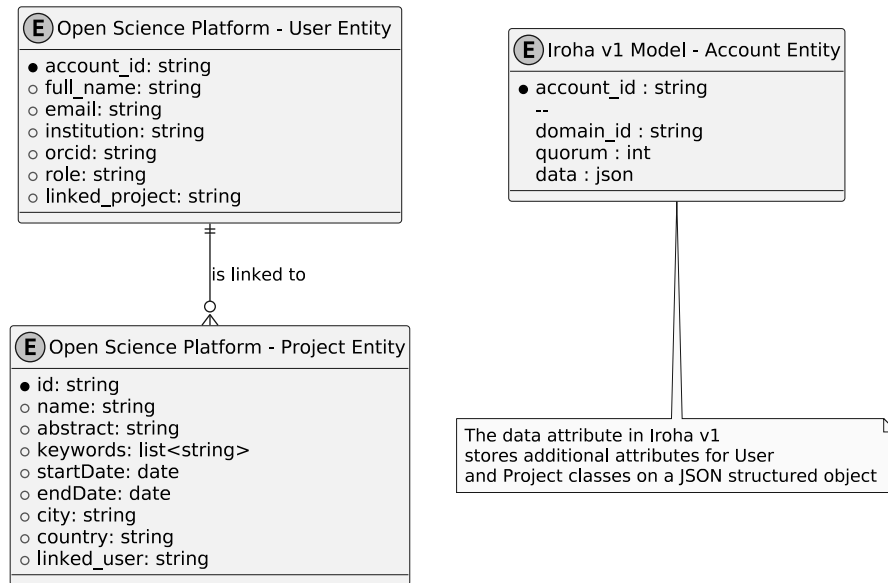 E Open Science Platform - User Entity
account_id: string
full_name: string
email: string
institution: string
orcid: string
role: string
linked_project: string
is linked to
E Open Science Platform - Project Entity
id: string
name: string
abstract: string
keywords: list<string>
startDate: date
endDate: date
city: string
country: string
linked_user: string
E Iroha v1 Model - Account Entity
account_id : string
--
domain_id : string
quorum : int
data : json
The data attribute in Iroha v1
stores additional attributes for User
and Project classes on a JSON structured object